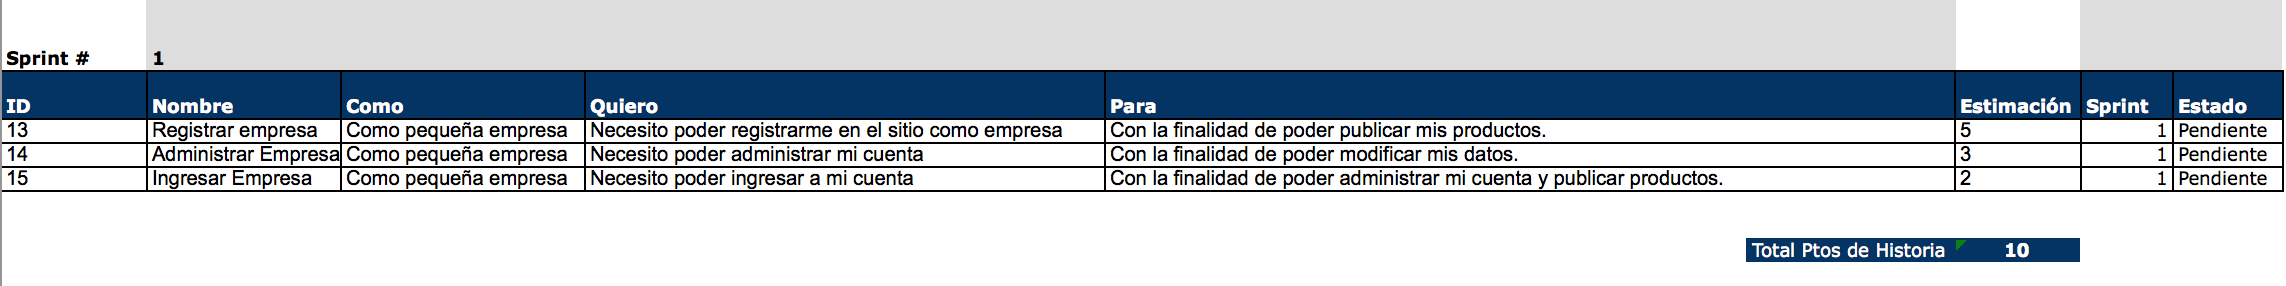 Sprint # 1
ID Nombre Como Quiero Para Estimación Sprint Estado
13 Registrar empresa Como pequeña empresa Necesito poder registrarme en el sitio como empresa Con la finalidad de poder publicar mis productos. 5 1 Pendiente
14 Administrar Empresa Como pequeña empresa Necesito poder administrar mi cuenta Con la finalidad de poder modificar mis datos. 3 1 Pendiente
15 Ingresar Empresa Como pequeña empresa Necesito poder ingresar a mi cuenta Con la finalidad de poder administrar mi cuenta y publicar productos. 2 1 Pendiente
Total Ptos de Historia 10